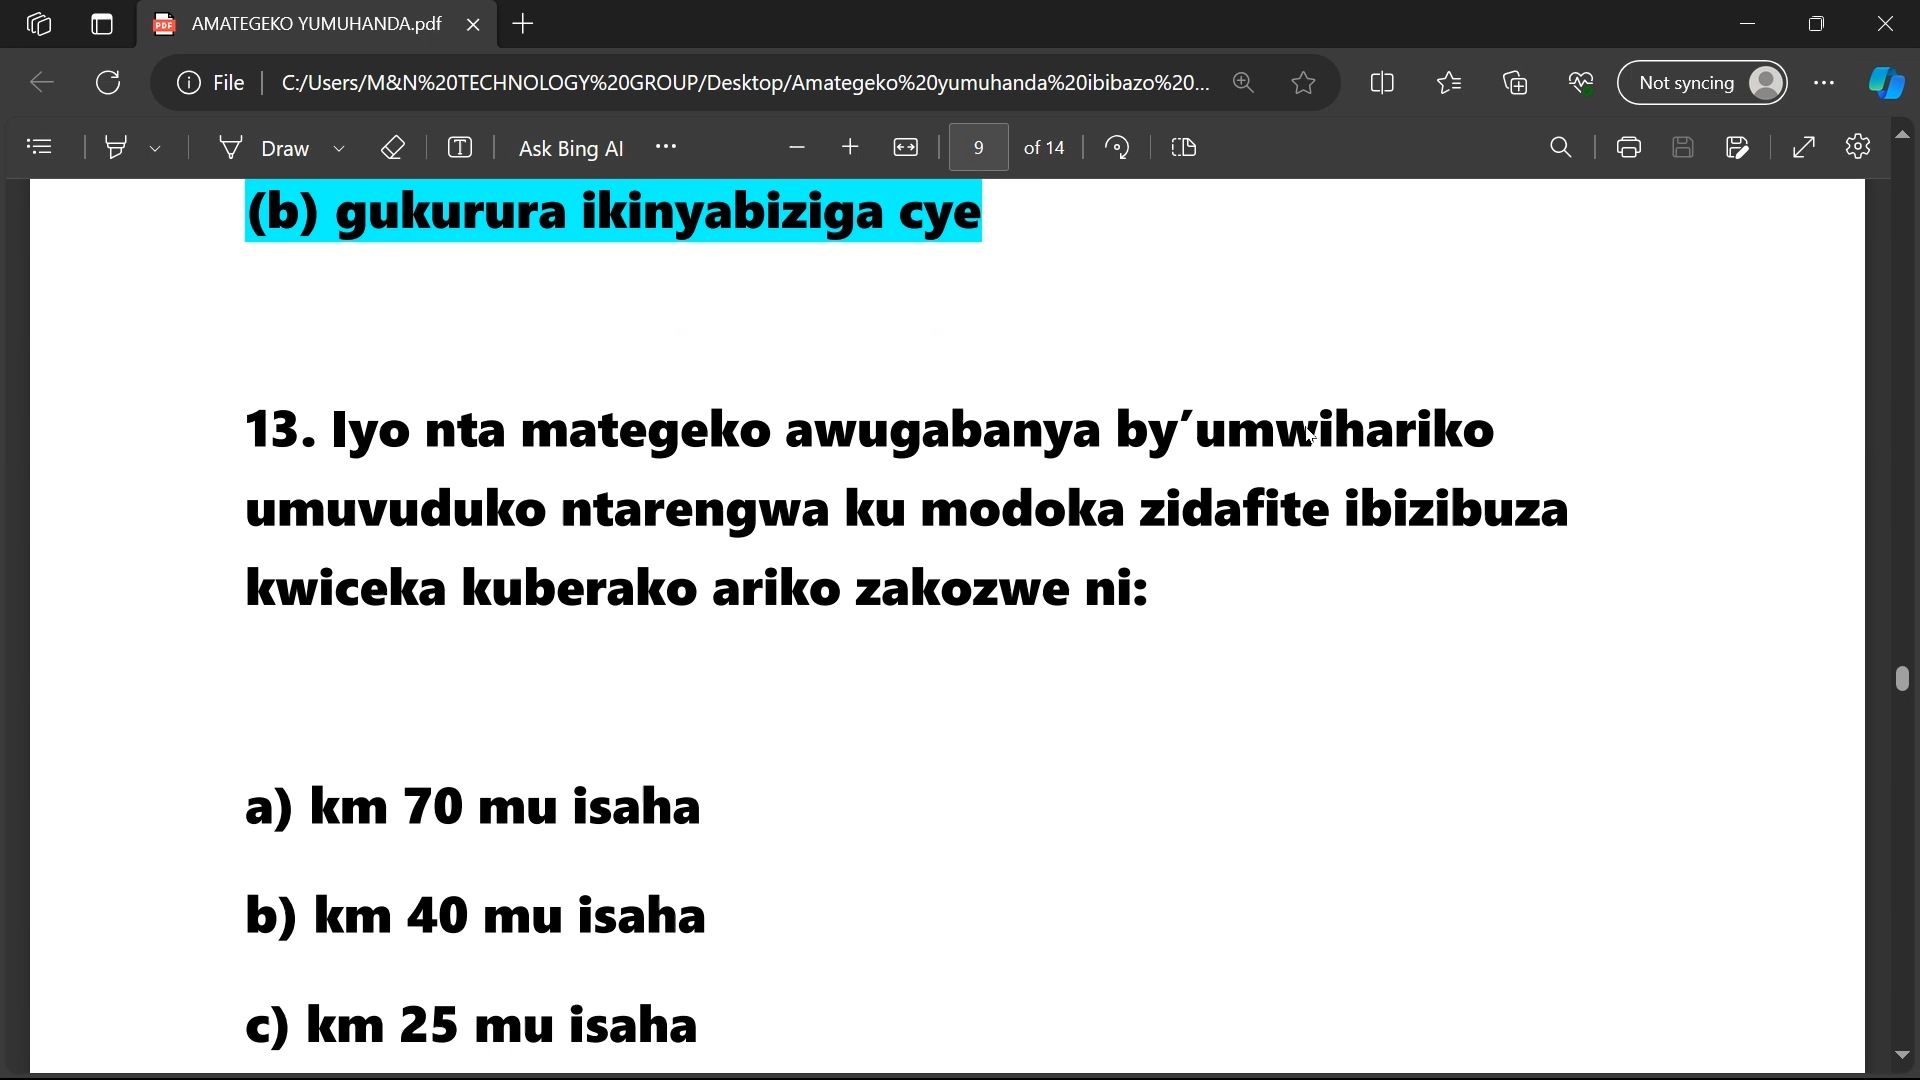 AMATEGEKO YUMUHANDA.pdf
File
C:/Users/M&N%20TECHNOLOGY%20GROUP/Desktop/Amategeko%20yumuhanda%20ibibazo%20...
Not syncing
Draw
Ask Bing AI
9 of 14
(b) gukurura ikinyabiziga cye
13. Iyo nta mategeko awugabanya by’umwihariko
umuvuduko ntarengwa ku modoka zidafite ibizibuza
kwiceka kuberako ariko zakozwe ni:
a) km 70 mu isaha
b) km 40 mu isaha
c) km 25 mu isaha